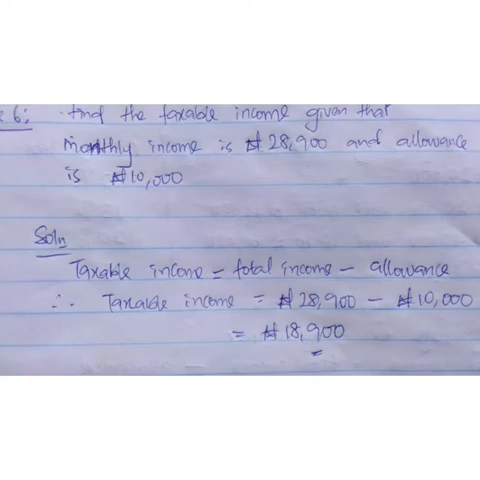 6: find the taxable income given that
monthly income is ₦28,900 and allowance
is ₦10,000
Soln
Taxable income = total income - allowance
∴ Taxable income = ₦28,900 - ₦10,000
= ₦18,900